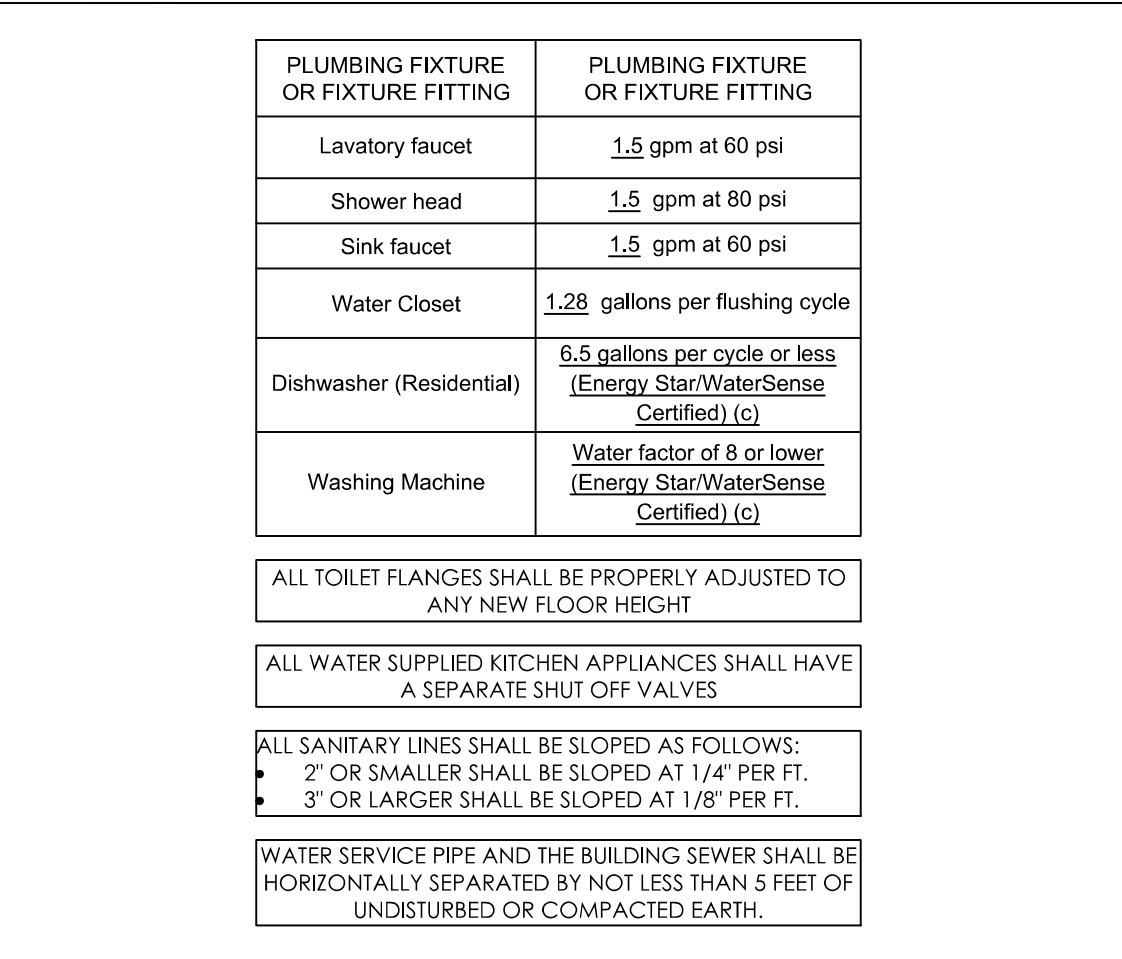 PLUMBING FIXTURE
OR FIXTURE FITTING
PLUMBING FIXTURE
OR FIXTURE FITTING
Lavatory faucet
1.5 gpm at 60 psi
Shower head
1.5 gpm at 80 psi
Sink faucet
1.5 gpm at 60 psi
Water Closet
1.28 gallons per flushing cycle
Dishwasher (Residential)
6.5 gallons per cycle or less
(Energy Star/WaterSense
Certified) (c)
Washing Machine
Water factor of 8 or lower
(Energy Star/WaterSense
Certified) (c)
ALL TOILET FLANGES SHALL BE PROPERLY ADJUSTED TO
ANY NEW FLOOR HEIGHT
ALL WATER SUPPLIED KITCHEN APPLIANCES SHALL HAVE
A SEPARATE SHUT OFF VALVES
ALL SANITARY LINES SHALL BE SLOPED AS FOLLOWS:
• 2" OR SMALLER SHALL BE SLOPED AT 1/4" PER FT.
• 3" OR LARGER SHALL BE SLOPED AT 1/8" PER FT.
WATER SERVICE PIPE AND THE BUILDING SEWER SHALL BE
HORIZONTALLY SEPARATED BY NOT LESS THAN 5 FEET OF
UNDISTURBED OR COMPACTED EARTH.